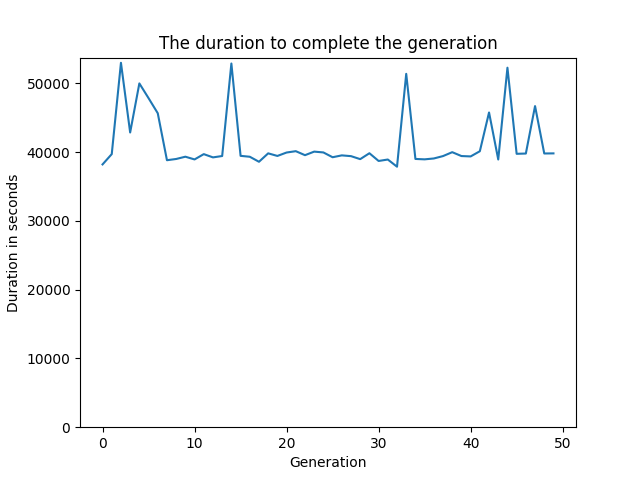 The duration to complete the generation
Duration in seconds
50000
40000
30000
20000
10000
0
0 10 20 30 40 50
Generation